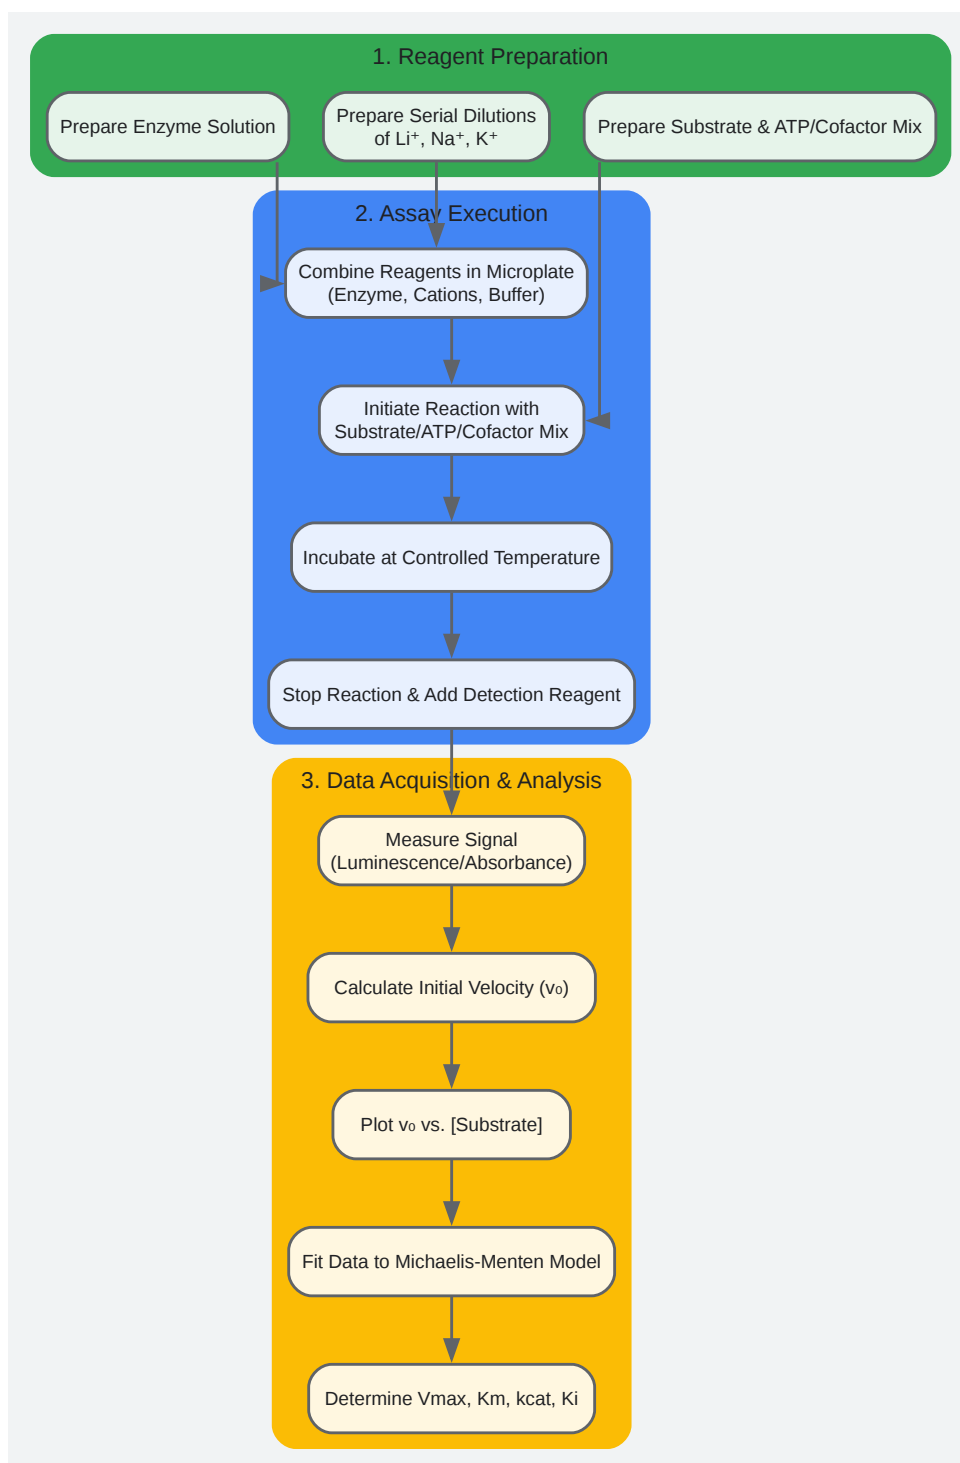 1. Reagent Preparation
Prepare Enzyme Solution
Prepare Serial Dilutions
of Li⁺, Na⁺, K⁺
Prepare Substrate & ATP/Cofactor Mix
2. Assay Execution
Combine Reagents in Microplate
(Enzyme, Cations, Buffer)
Initiate Reaction with
Substrate/ATP/Cofactor Mix
Incubate at Controlled Temperature
Stop Reaction & Add Detection Reagent
3. Data Acquisition & Analysis
Measure Signal
(Luminescence/Absorbance)
Calculate Initial Velocity (v₀)
Plot v₀ vs. [Substrate]
Fit Data to Michaelis-Menten Model
Determine Vmax, Km, kcat, Ki